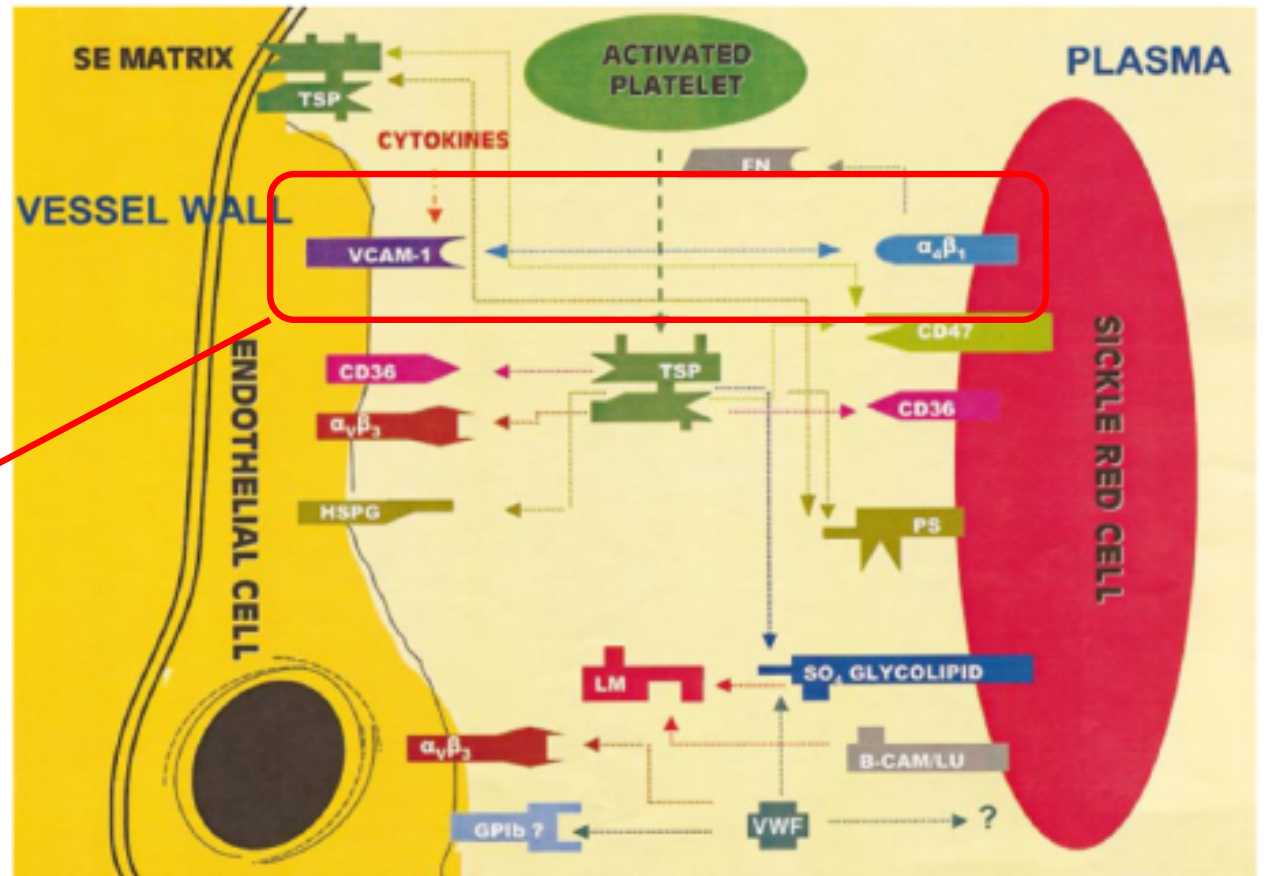 SE MATRIX
TSP
CYTOKINES
ACTIVATED
PLATELET
PLASMA
FN
VESSEL WALL
VCAM-1
α₄β₁
CD47
CD36
TSP
CD36
αᵥβ₃
HSPG
PS
ENDOTHELIAL CELL
SICKLE RED CELL
SO₄ GLYCOLIPID
LM
αᵥβ₃
B-CAM/LU
GPIb ?
VWF
?